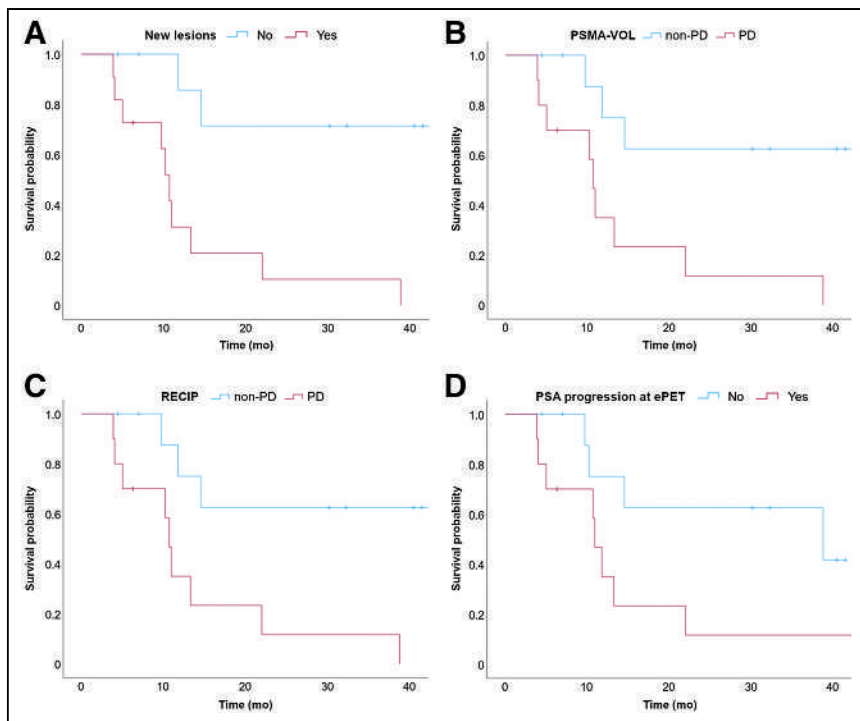 A
New lesions No Yes
1.0
0.8
0.6
0.4
0.2
0
Survival probability
0 10 20 30 40
Time (mo)
B
PSMA-VOL non-PD PD
1.0
0.8
0.6
0.4
0.2
0
Survival probability
0 10 20 30 40
Time (mo)
C
RECIP non-PD PD
1.0
0.8
0.6
0.4
0.2
0
Survival probability
0 10 20 30 40
Time (mo)
D
PSA progression at ePET No Yes
1.0
0.8
0.6
0.4
0.2
0
Survival probability
0 10 20 30 40
Time (mo)